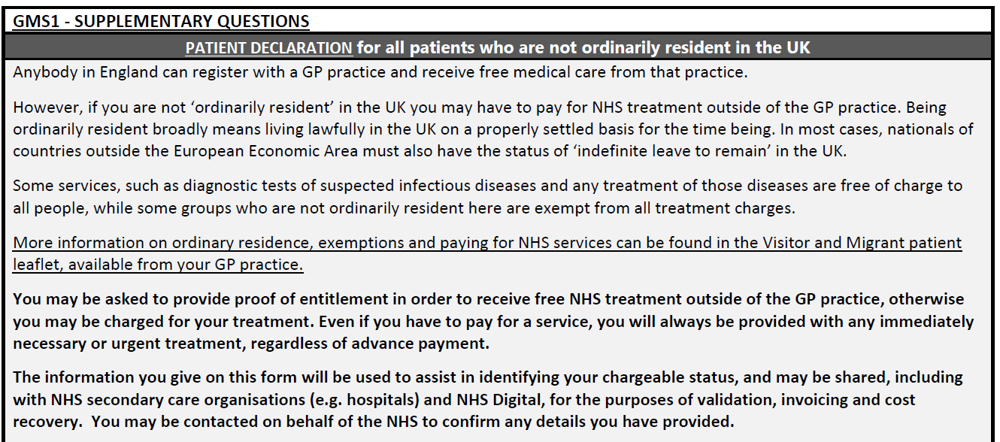 GMS1 - SUPPLEMENTARY QUESTIONS
PATIENT DECLARATION for all patients who are not ordinarily resident in the UK
Anybody in England can register with a GP practice and receive free medical care from that practice.
However, if you are not ‘ordinarily resident’ in the UK you may have to pay for NHS treatment outside of the GP practice. Being
ordinarily resident broadly means living lawfully in the UK on a properly settled basis for the time being. In most cases, nationals of
countries outside the European Economic Area must also have the status of ‘indefinite leave to remain’ in the UK.
Some services, such as diagnostic tests of suspected infectious diseases and any treatment of those diseases are free of charge to
all people, while some groups who are not ordinarily resident here are exempt from all treatment charges.
More information on ordinary residence, exemptions and paying for NHS services can be found in the Visitor and Migrant patient
leaflet, available from your GP practice.
You may be asked to provide proof of entitlement in order to receive free NHS treatment outside of the GP practice, otherwise
you may be charged for your treatment. Even if you have to pay for a service, you will always be provided with any immediately
necessary or urgent treatment, regardless of advance payment.
The information you give on this form will be used to assist in identifying your chargeable status, and may be shared, including
with NHS secondary care organisations (e.g. hospitals) and NHS Digital, for the purposes of validation, invoicing and cost
recovery.  You may be contacted on behalf of the NHS to confirm any details you have provided.